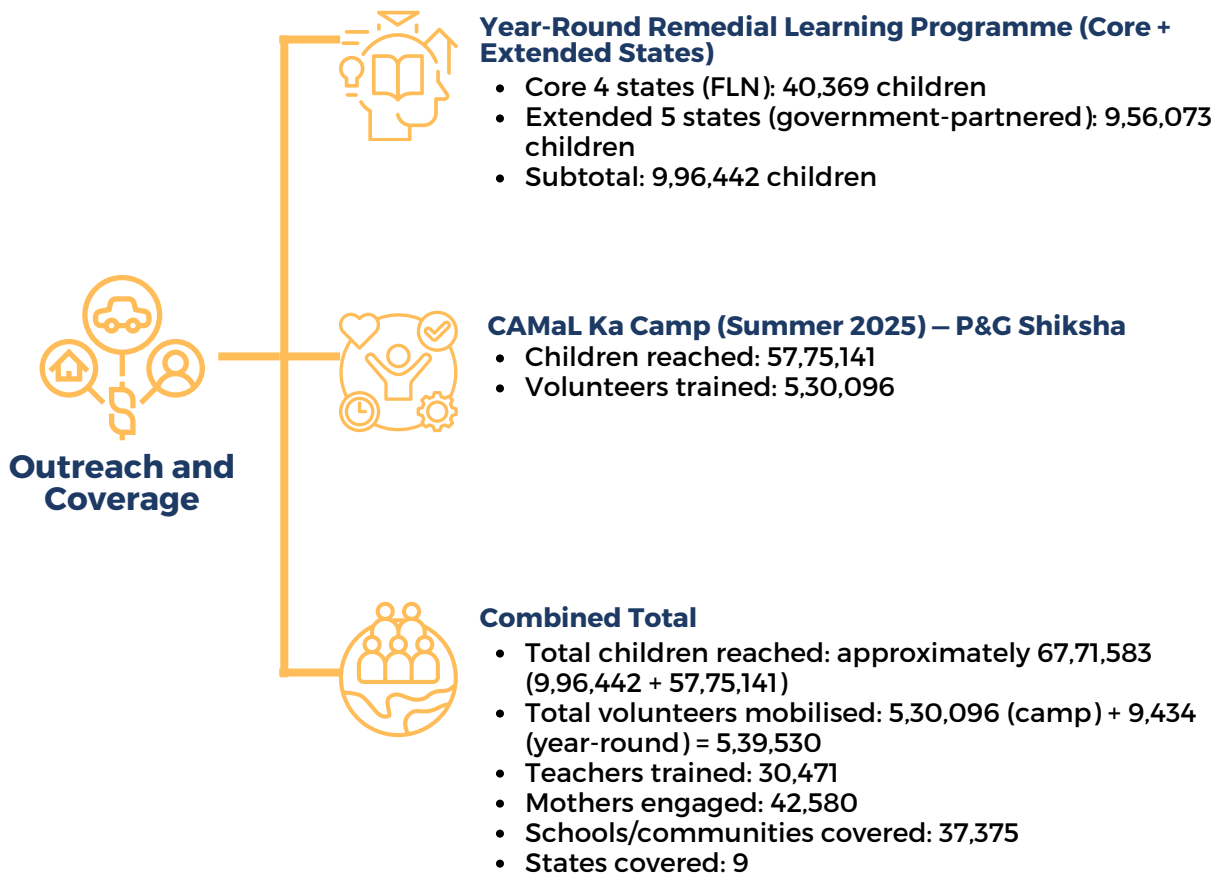 Year-Round Remedial Learning Programme (Core +
Extended States)
• Core 4 states (FLN): 40,369 children
• Extended 5 states (government-partnered): 9,56,073
children
• Subtotal: 9,96,442 children
CAMaL Ka Camp (Summer 2025) – P&G Shiksha
• Children reached: 57,75,141
• Volunteers trained: 5,30,096
Outreach and
Coverage
Combined Total
• Total children reached: approximately 67,71,583
(9,96,442 + 57,75,141)
• Total volunteers mobilised: 5,30,096 (camp) + 9,434
(year-round) = 5,39,530
• Teachers trained: 30,471
• Mothers engaged: 42,580
• Schools/communities covered: 37,375
• States covered: 9